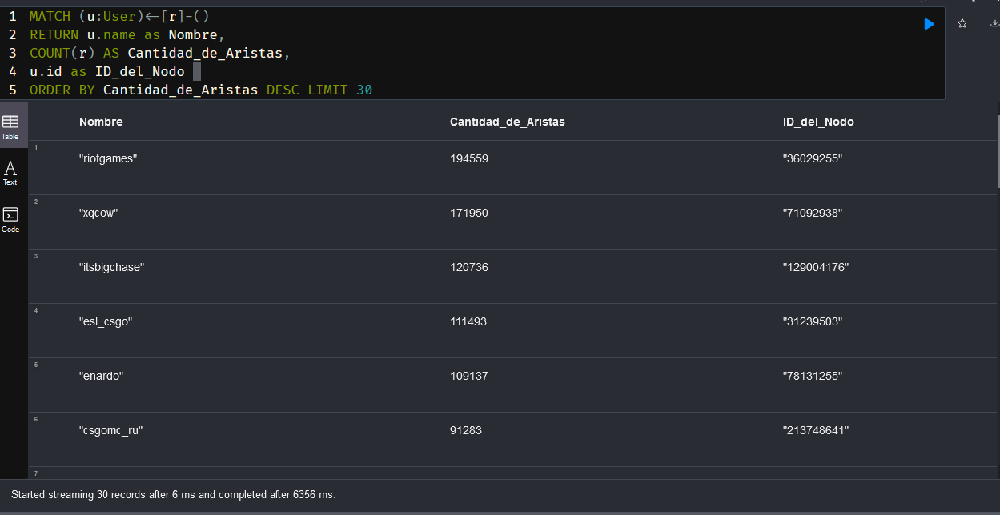 1 MATCH (u:User)<-[r]-()
2 RETURN u.name as Nombre,
3 COUNT(r) AS Cantidad_de_Aristas,
4 u.id as ID_del_Nodo
5 ORDER BY Cantidad_de_Aristas DESC LIMIT 30
Table
Text
Code
Nombre Cantidad_de_Aristas ID_del_Nodo
1 "riotgames" 194559 "36029255"
2 "xqcow" 171950 "71092938"
3 "itsbigchase" 120736 "129004176"
4 "esl_csgo" 111493 "31239503"
5 "enardo" 109137 "78131255"
6 "csgomc_ru" 91283 "213748641"
7
Started streaming 30 records after 6 ms and completed after 6356 ms.